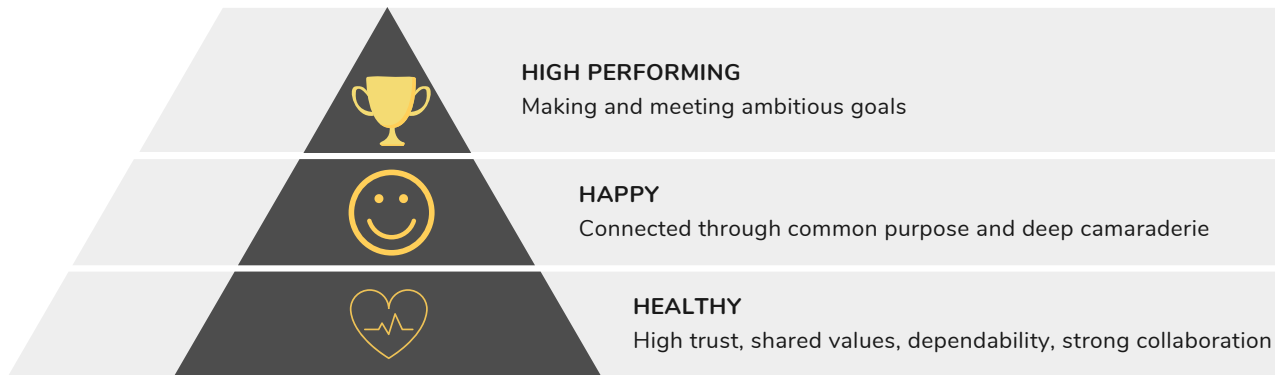 HIGH PERFORMING
Making and meeting ambitious goals
HAPPY
Connected through common purpose and deep camaraderie
HEALTHY
High trust, shared values, dependability, strong collaboration